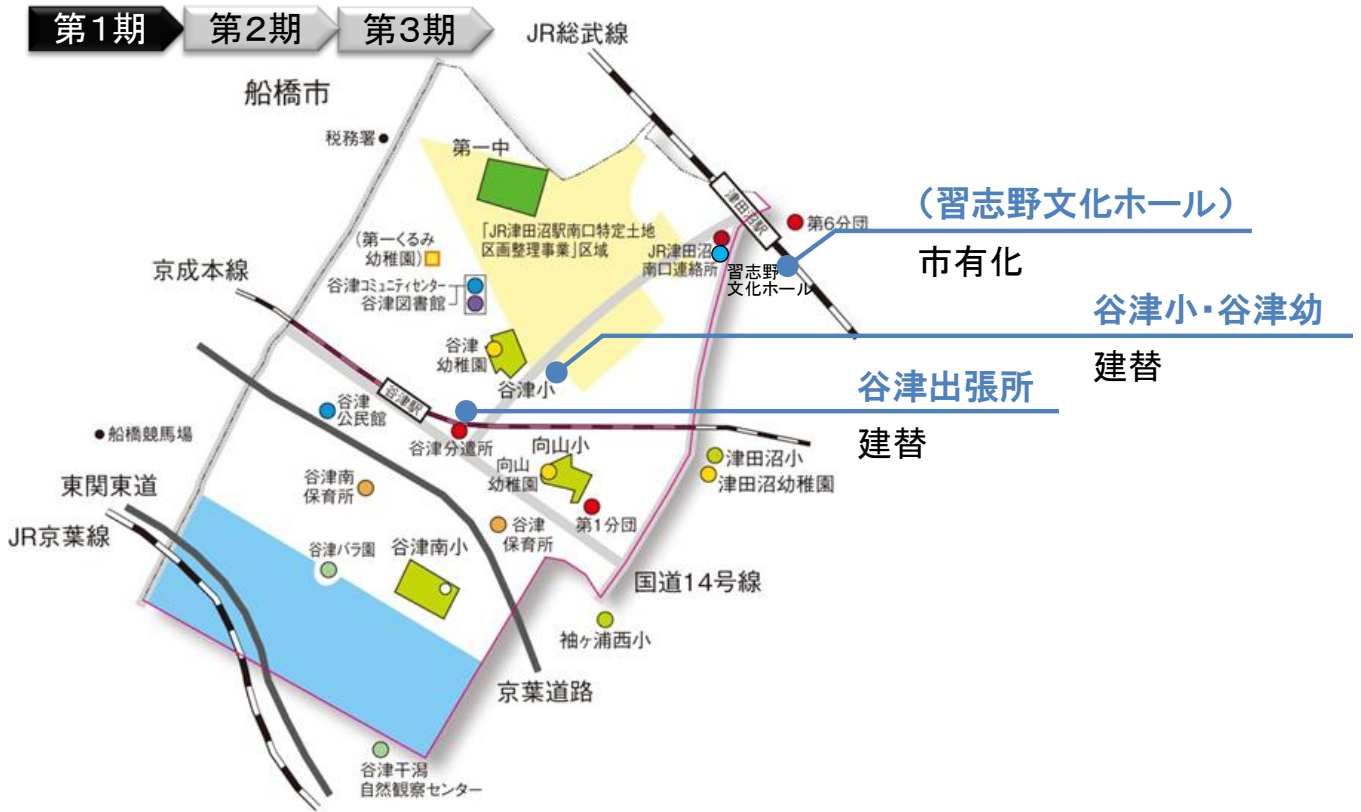 第1期
第2期
第3期
JR総武線
船橋市
税務署
第一中
津田沼駅
第6分団
(習志野文化ホール)
市有化
「JR津田沼駅南口特定土地
区画整理事業」区域
JR津田沼
南口連絡所
習志野
文化ホール
(第一くるみ
幼稚園)
京成本線
谷津コミュニティセンター
谷津図書館
谷津小・谷津幼
建替
谷津
幼稚園
谷津小
谷津駅
谷津
公民館
谷津出張所
建替
船橋競馬場
谷津分遣所
向山小
向山
幼稚園
津田沼小
津田沼幼稚園
東関東道
谷津南
保育所
谷津
保育所
第1分団
JR京葉線
谷津バラ園
谷津南小
国道14号線
袖ヶ浦西小
京葉道路
谷津干潟
自然観察センター